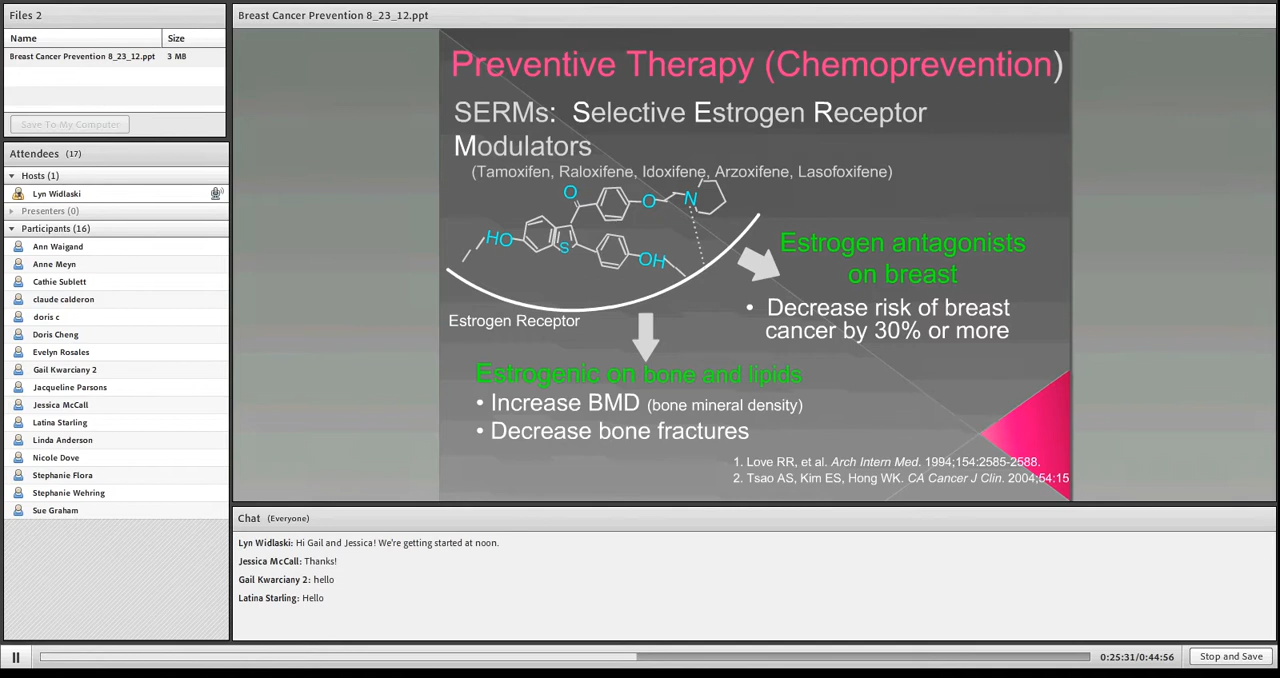 Files 2
Name Size
Breast Cancer Prevention 8_23_12.ppt 3 MB
Save To My Computer
Attendees (17)
Hosts (1)
Lyn Widlaski
Presenters (0)
Participants (16)
Ann Waigand
Anne Meyn
Cathie Sublett
claude calderon
doris c
Doris Cheng
Evelyn Rosales
Gail Kwarciany 2
Jacqueline Parsons
Jessica McCall
Latina Starling
Linda Anderson
Nicole Dove
Stephanie Flora
Stephanie Wehring
Sue Graham
Breast Cancer Prevention 8_23_12.ppt
Preventive Therapy (Chemoprevention)
SERMs: Selective Estrogen Receptor
Modulators
(Tamoxifen, Raloxifene, Idoxifene, Arzoxifene, Lasofoxifene)
O
O
N
HO
S
OH
Estrogen Receptor
Estrogen antagonists
on breast
• Decrease risk of breast
cancer by 30% or more
Estrogenic on bone and lipids
• Increase BMD (bone mineral density)
• Decrease bone fractures
1. Love RR, et al. Arch Intern Med. 1994;154:2585-2588.
2. Tsao AS, Kim ES, Hong WK. CA Cancer J Clin. 2004;54:15
Chat (Everyone)
Lyn Widlaski: Hi Gail and Jessica! We're getting started at noon.
Jessica McCall: Thanks!
Gail Kwarciany 2: hello
Latina Starling: Hello
0:25:31/0:44:56
Stop and Save